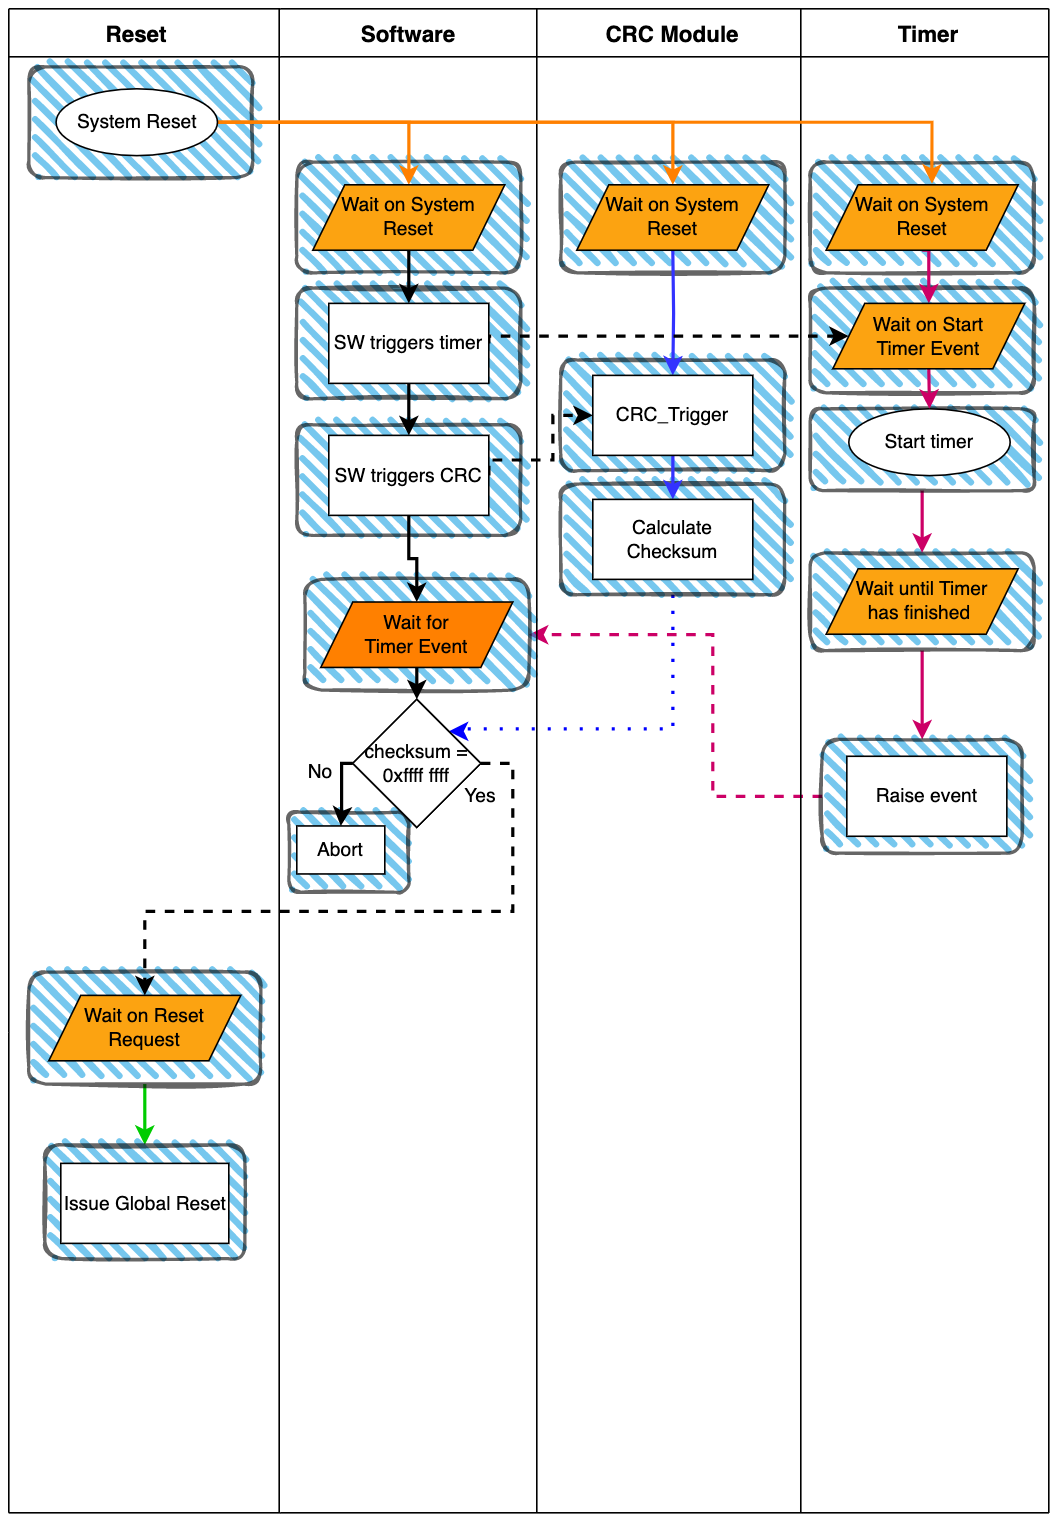 Reset
Software
CRC Module
Timer
System Reset
Wait on System
Reset
Wait on System
Reset
Wait on System
Reset
SW triggers timer
Wait on Start
Timer Event
CRC_Trigger
Start timer
SW triggers CRC
Calculate
Checksum
Wait until Timer
has finished
Wait for
Timer Event
checksum =
0xffff ffff
No
Yes
Raise event
Abort
Wait on Reset
Request
Issue Global Reset